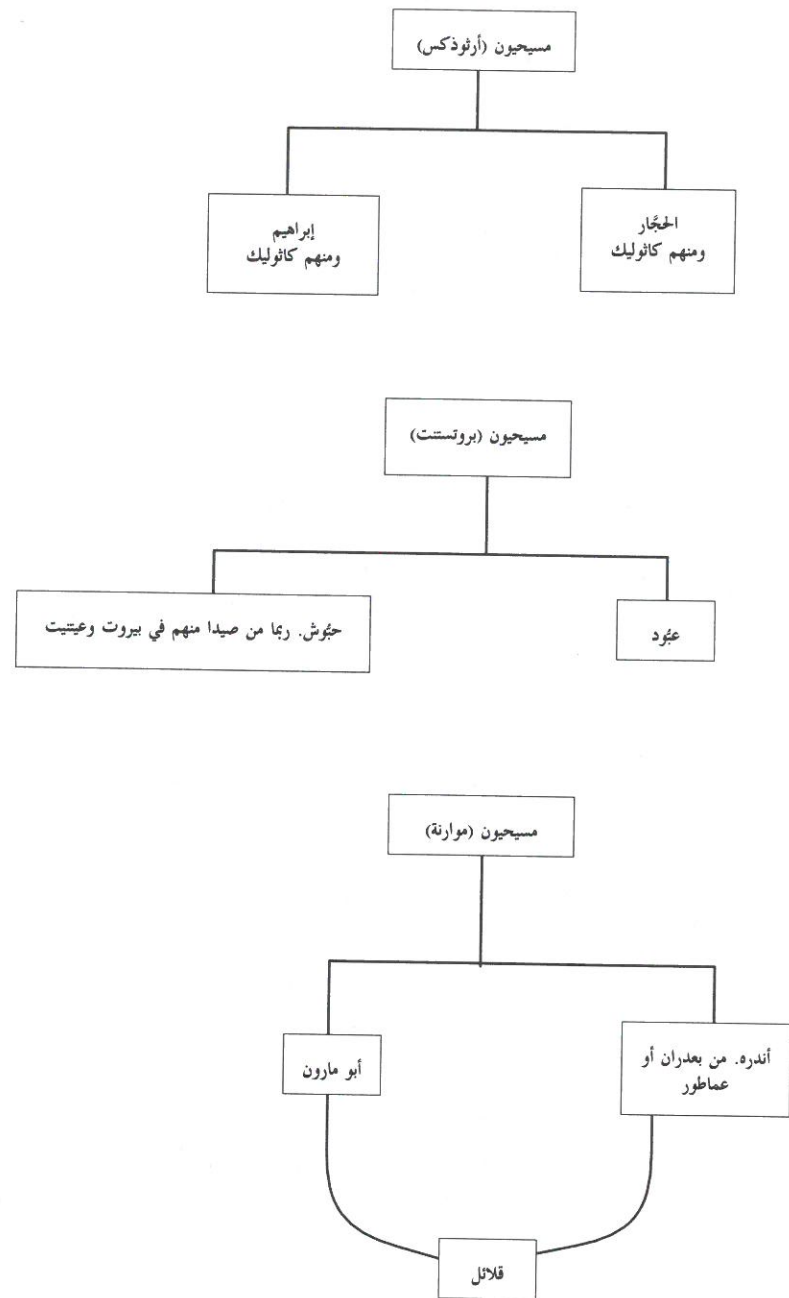 مسيحيون (أرثوذكس)
الحجَّار
ومنهم كاثوليك
إبراهيم
ومنهم كاثوليك
مسيحيون (بروتستنت)
عبُّود
حبُّوش. ربما من صيدا منهم في بيروت وعيتنيت
مسيحيون (موارنة)
أندره. من بعدران أو
عماطور
أبو مارون
قلائل